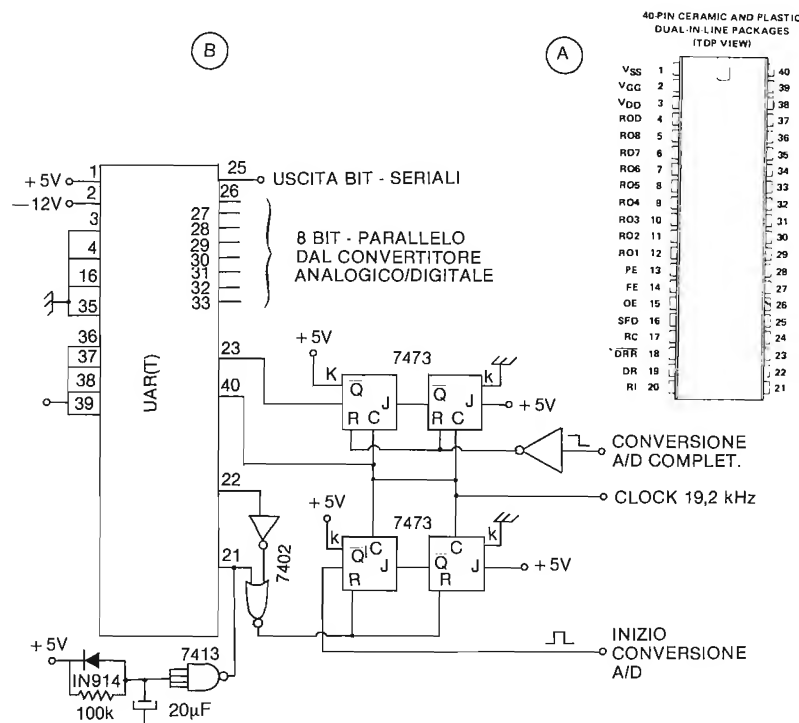 40-PIN CERAMIC AND PLASTIC
DUAL-IN-LINE PACKAGES
(TOP VIEW)
B
A
VSS 1
VGG 2
VDD 3
ROD 4
RO8 5
RD7 6
RO6 7
RO5 8
RO4 9
RO3 10
RO2 11
RO1 12
PE 13
FE 14
OE 15
SFD 16
RC 17
DRR 18
DR 19
RI 20
40
39
38
37
36
35
34
33
32
31
30
29
28
27
26
25
24
23
22
21
+5V
-12V
1
2
3
4
16
35
36
37
38
39
UAR(T)
25
26
27
28
29
30
31
32
33
23
40
22
21
USCITA BIT - SERIALI
8 BIT - PARALLELO
DAL CONVERTITORE
ANALOGICO/DIGITALE
+5V
7473
K
Q
J
R C
k
Q
J
R C
+5V
CONVERSIONE
A/D COMPLET.
CLOCK 19,2 kHz
+5V
7473
k
Q
C
J
R
k
Q
C
J
R
+5V
7402
INIZIO
CONVERSIONE
A/D
+5V
7413
IN914
100k
20µF